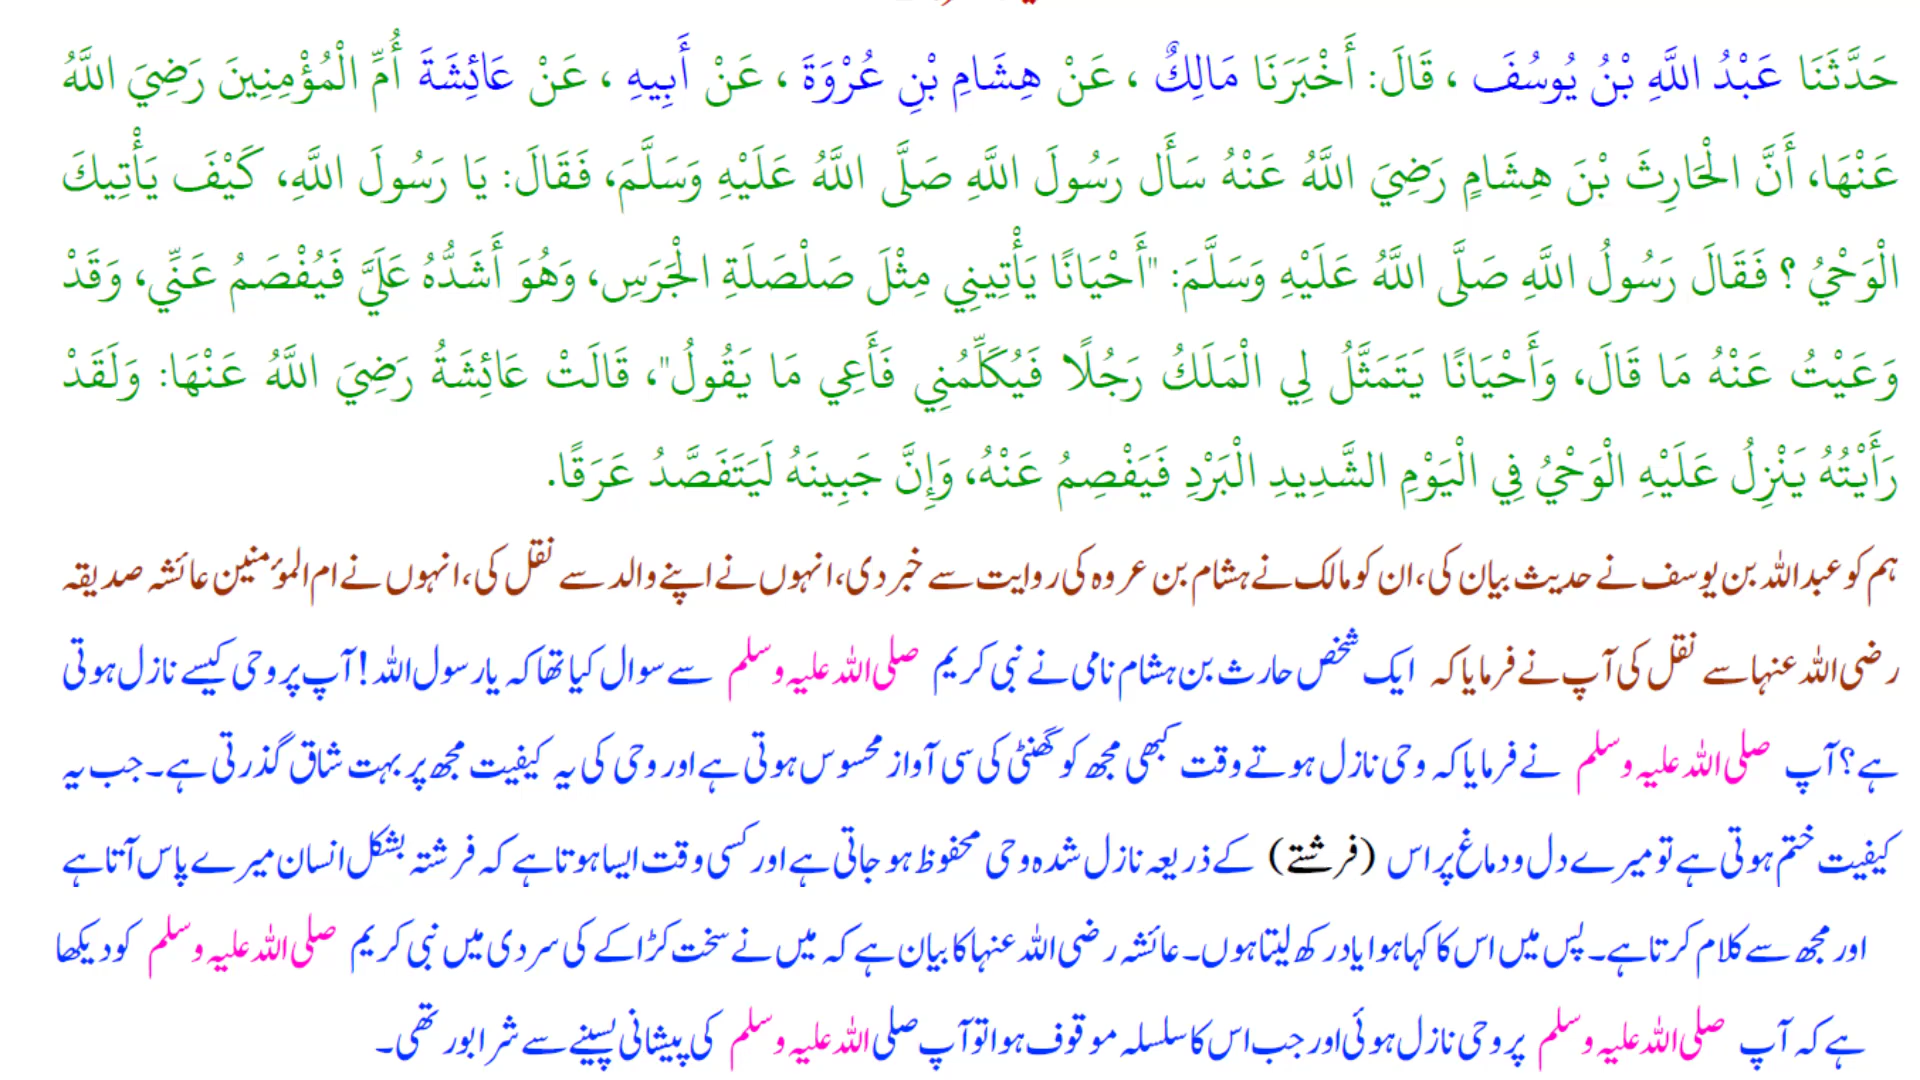 حَدَّثَنَا عَبْدُ اللَّهِ بْنُ يُوسُفَ ، قَالَ: أَخْبَرَنَا مَالِكٌ ، عَنْ هِشَامِ بْنِ عُرْوَةَ ، عَنْ أَبِيهِ ، عَنْ عَائِشَةَ أُمِّ الْمُؤْمِنِينَ رَضِيَ اللَّهُ
عَنْهَا، أَنَّ الْحَارِثَ بْنَ هِشَامٍ رَضِيَ اللَّهُ عَنْهُ سَأَل رَسُولَ اللَّهِ صَلَّى اللَّهُ عَلَيْهِ وَسَلَّمَ، فَقَالَ: يَا رَسُولَ اللَّهِ، كَيْفَ يَأْتِيكَ
الْوَحْيُ ؟ فَقَالَ رَسُولُ اللَّهِ صَلَّى اللَّهُ عَلَيْهِ وَسَلَّمَ: "أَحْيَانًا يَأْتِينِي مِثْلَ صَلْصَلَةِ الْجَرَسِ، وَهُوَ أَشَدُّهُ عَلَيَّ فَيُفْصَمُ عَنِّي، وَقَدْ
وَعَيْتُ عَنْهُ مَا قَالَ، وَأَحْيَانًا يَتَمَثَّلُ لِي الْمَلَكُ رَجُلًا فَيُكَلِّمُنِي فَأَعِي مَا يَقُولُ"، قَالَتْ عَائِشَةُ رَضِيَ اللَّهُ عَنْهَا: وَلَقَدْ
رَأَيْتُهُ يَنْزِلُ عَلَيْهِ الْوَحْيُ فِي الْيَوْمِ الشَّدِيدِ الْبَرْدِ فَيَفْصِمُ عَنْهُ، وَإِنَّ جَبِينَهُ لَيَتَفَصَّدُ عَرَقًا.
ہم کو عبداللہ بن یوسف نے حدیث بیان کی، ان کو مالک نے ہشام بن عروہ کی روایت سے خبر دی، انہوں نے اپنے والد سے نقل کی، انہوں نے ام المؤمنین عائشہ صدیقہ
رضی اللہ عنہا سے نقل کی آپ نے فرمایا کہ ایک شخص حارث بن ہشام نامی نے نبی کریم صلی اللہ علیہ وسلم سے سوال کیا تھا کہ یا رسول اللہ! آپ پر وحی کیسے نازل ہوتی
ہے؟ آپ صلی اللہ علیہ وسلم نے فرمایا کہ وحی نازل ہوتے وقت کبھی مجھ کو گھنٹی کی سی آواز محسوس ہوتی ہے اور وحی کی یہ کیفیت مجھ پر بہت شاق گذرتی ہے۔ جب یہ
کیفیت ختم ہوتی ہے تو میرے دل و دماغ پر اس (فرشتے) کے ذریعہ نازل شدہ وحی محفوظ ہو جاتی ہے اور کسی وقت ایسا ہوتا ہے کہ فرشتہ بشکل انسان میرے پاس آتا ہے
اور مجھ سے کلام کرتا ہے۔ پس میں اس کا کہا ہوا یاد رکھ لیتا ہوں۔ عائشہ رضی اللہ عنہا کا بیان ہے کہ میں نے سخت کڑاکے کی سردی میں نبی کریم صلی اللہ علیہ وسلم کو دیکھا
ہے کہ آپ صلی اللہ علیہ وسلم پر وحی نازل ہوئی اور جب اس کا سلسلہ موقوف ہوا تو آپ صلی اللہ علیہ وسلم کی پیشانی پسینے سے شرابور تھی۔